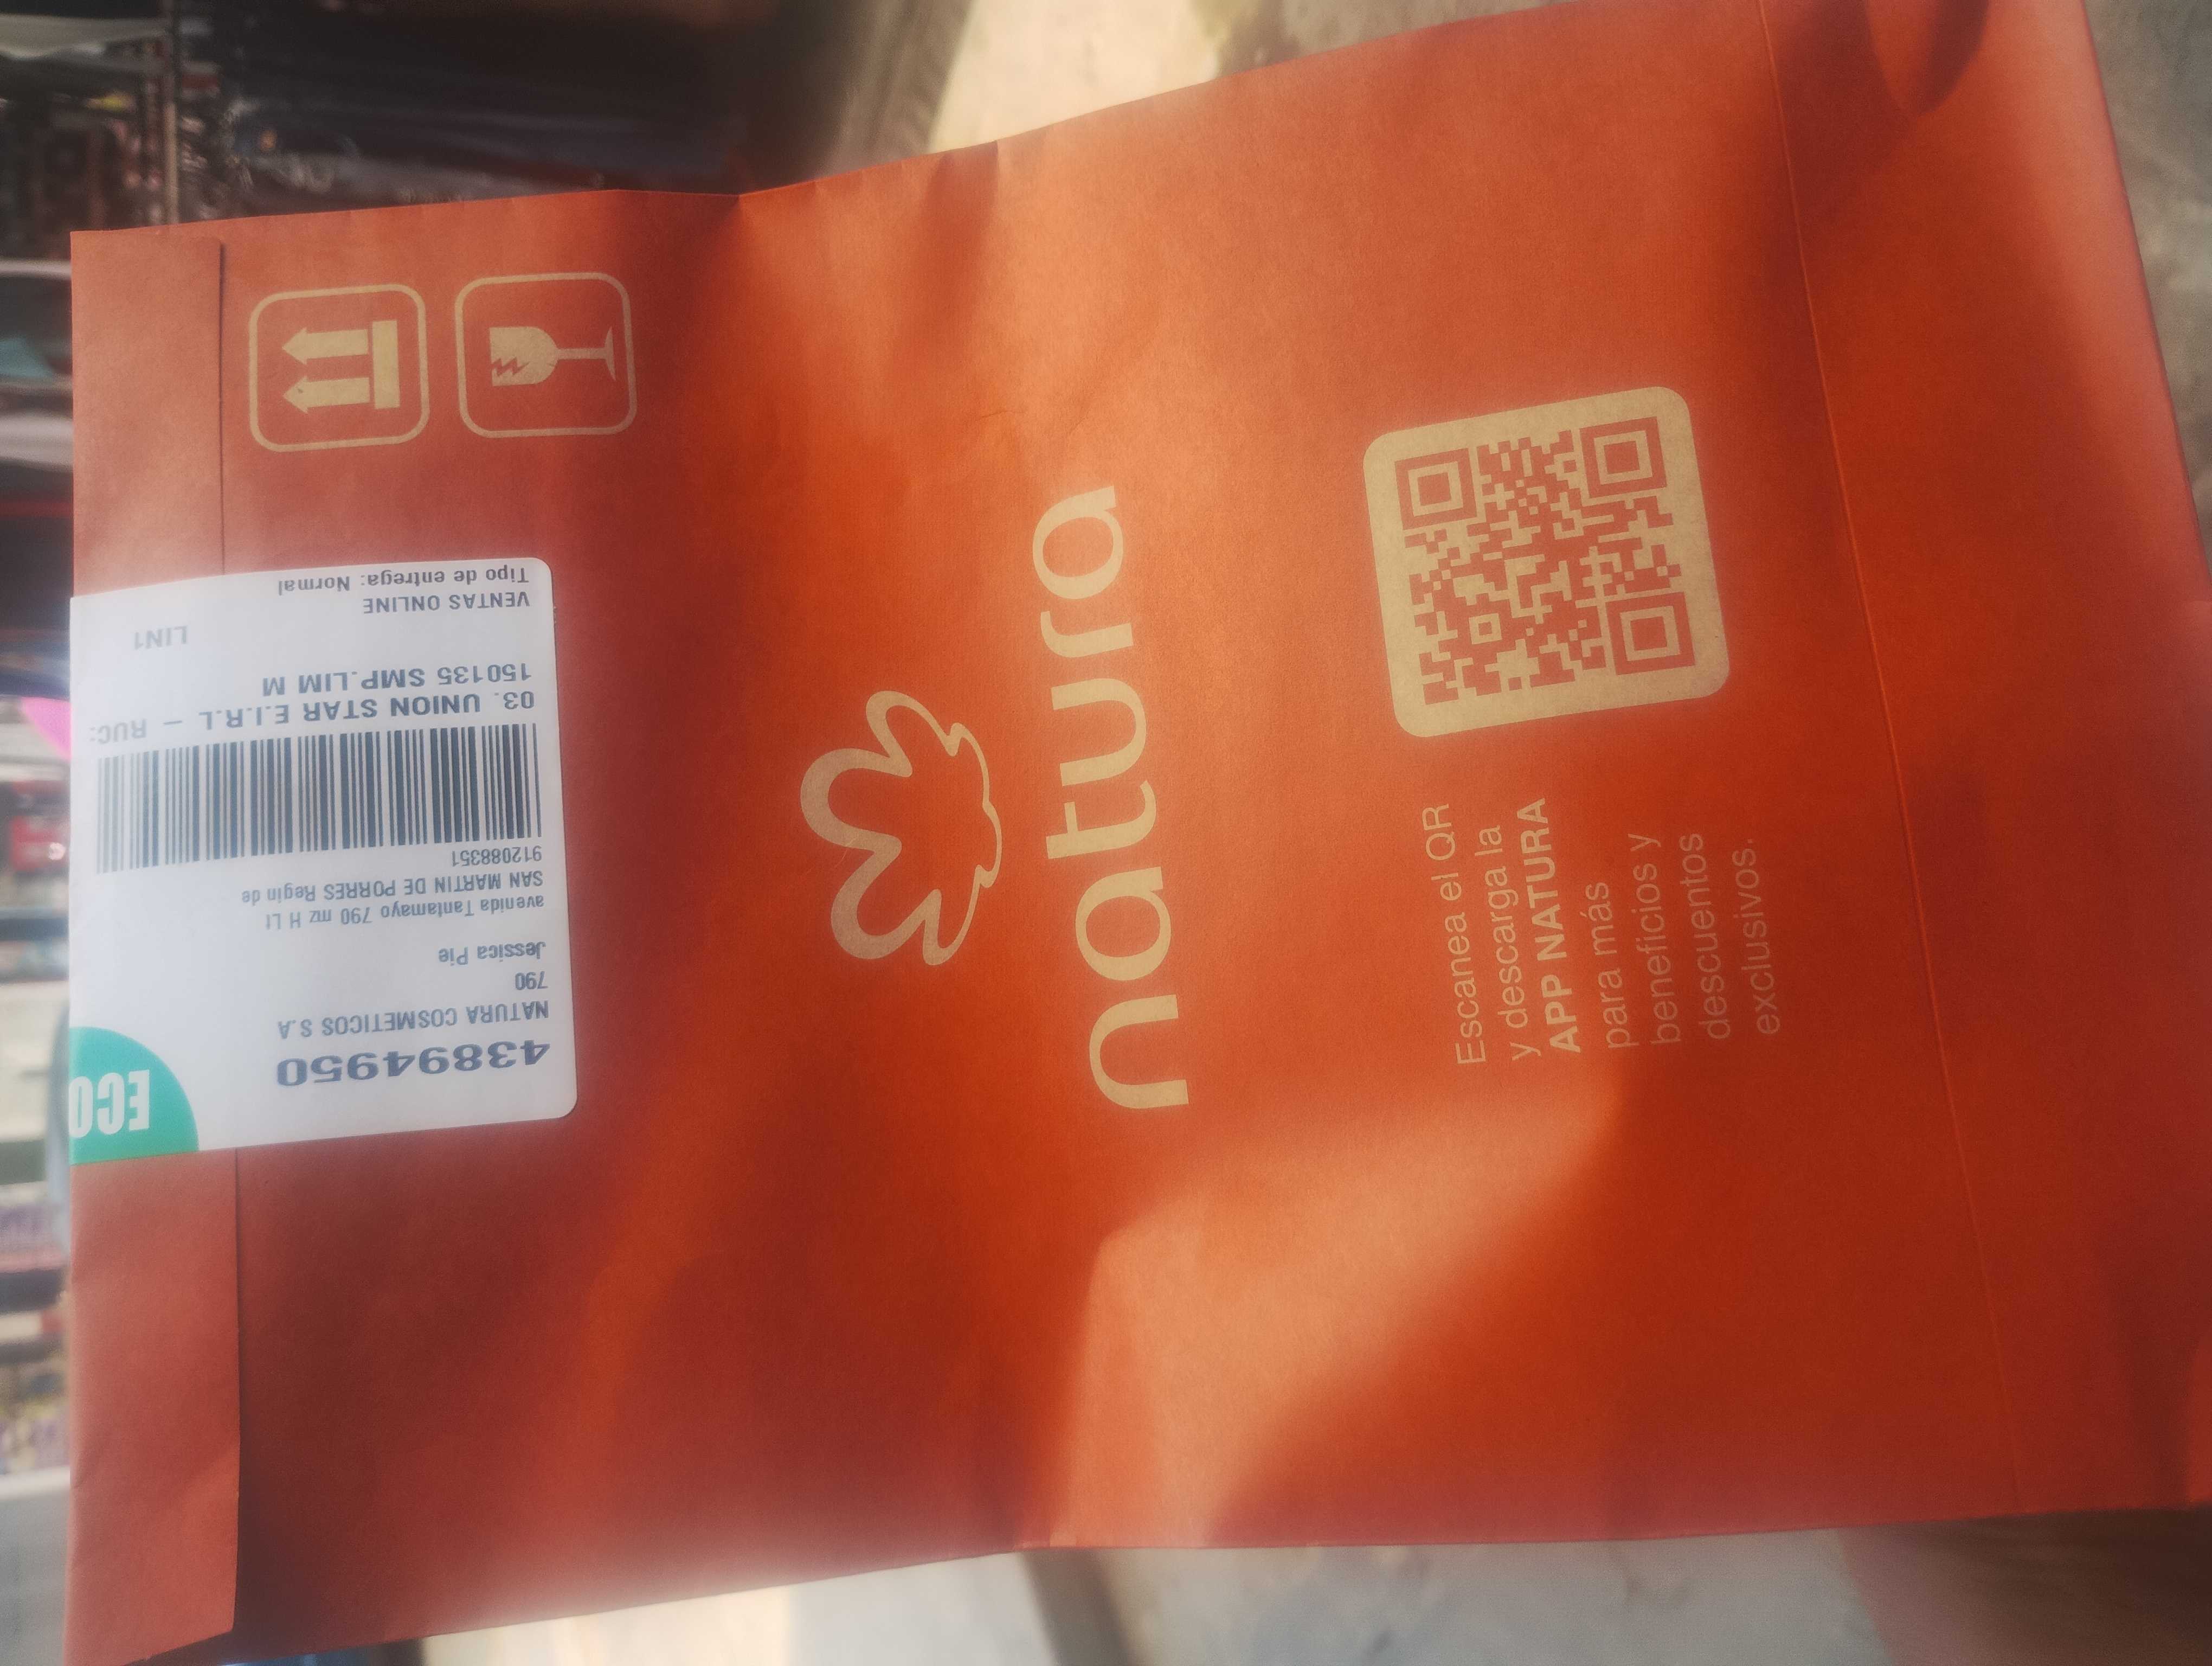 ECO
43894950
NATURA COSMETICOS S.A
790
Jessica Pie
avenida Tantamayo 790 mz H Lt
SAN MARTIN DE PORRES Regin de
912088351
03. UNION STAR E.I.R.L - RUC:
150135 SMP.LIM M
LIN1
VENTAS ONLINE
Tipo de entrega: Normal
natura
Escanea el QR
y descarga la
APP NATURA
para más
beneficios y
descuentos
exclusivos.